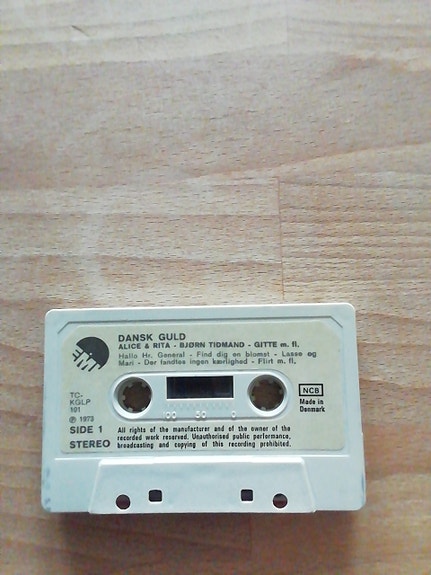 DANSK GULD
ALICE & RITA - BJØRN TIDMAND - GITTE m. fl.
Hallo Hr. General - Find dig en blomst - Lasse og
Mari - Der fandtes ingen kærlighed - Flirt m. fl.
EMI
TC-
KGLP
101
Ⓟ 1973
SIDE 1
STEREO
100 50 0
NCB
Made in
Denmark
All rights of the manufacturer and of the owner of the
recorded work reserved. Unauthorised public performance,
broadcasting and copying of this recording prohibited.